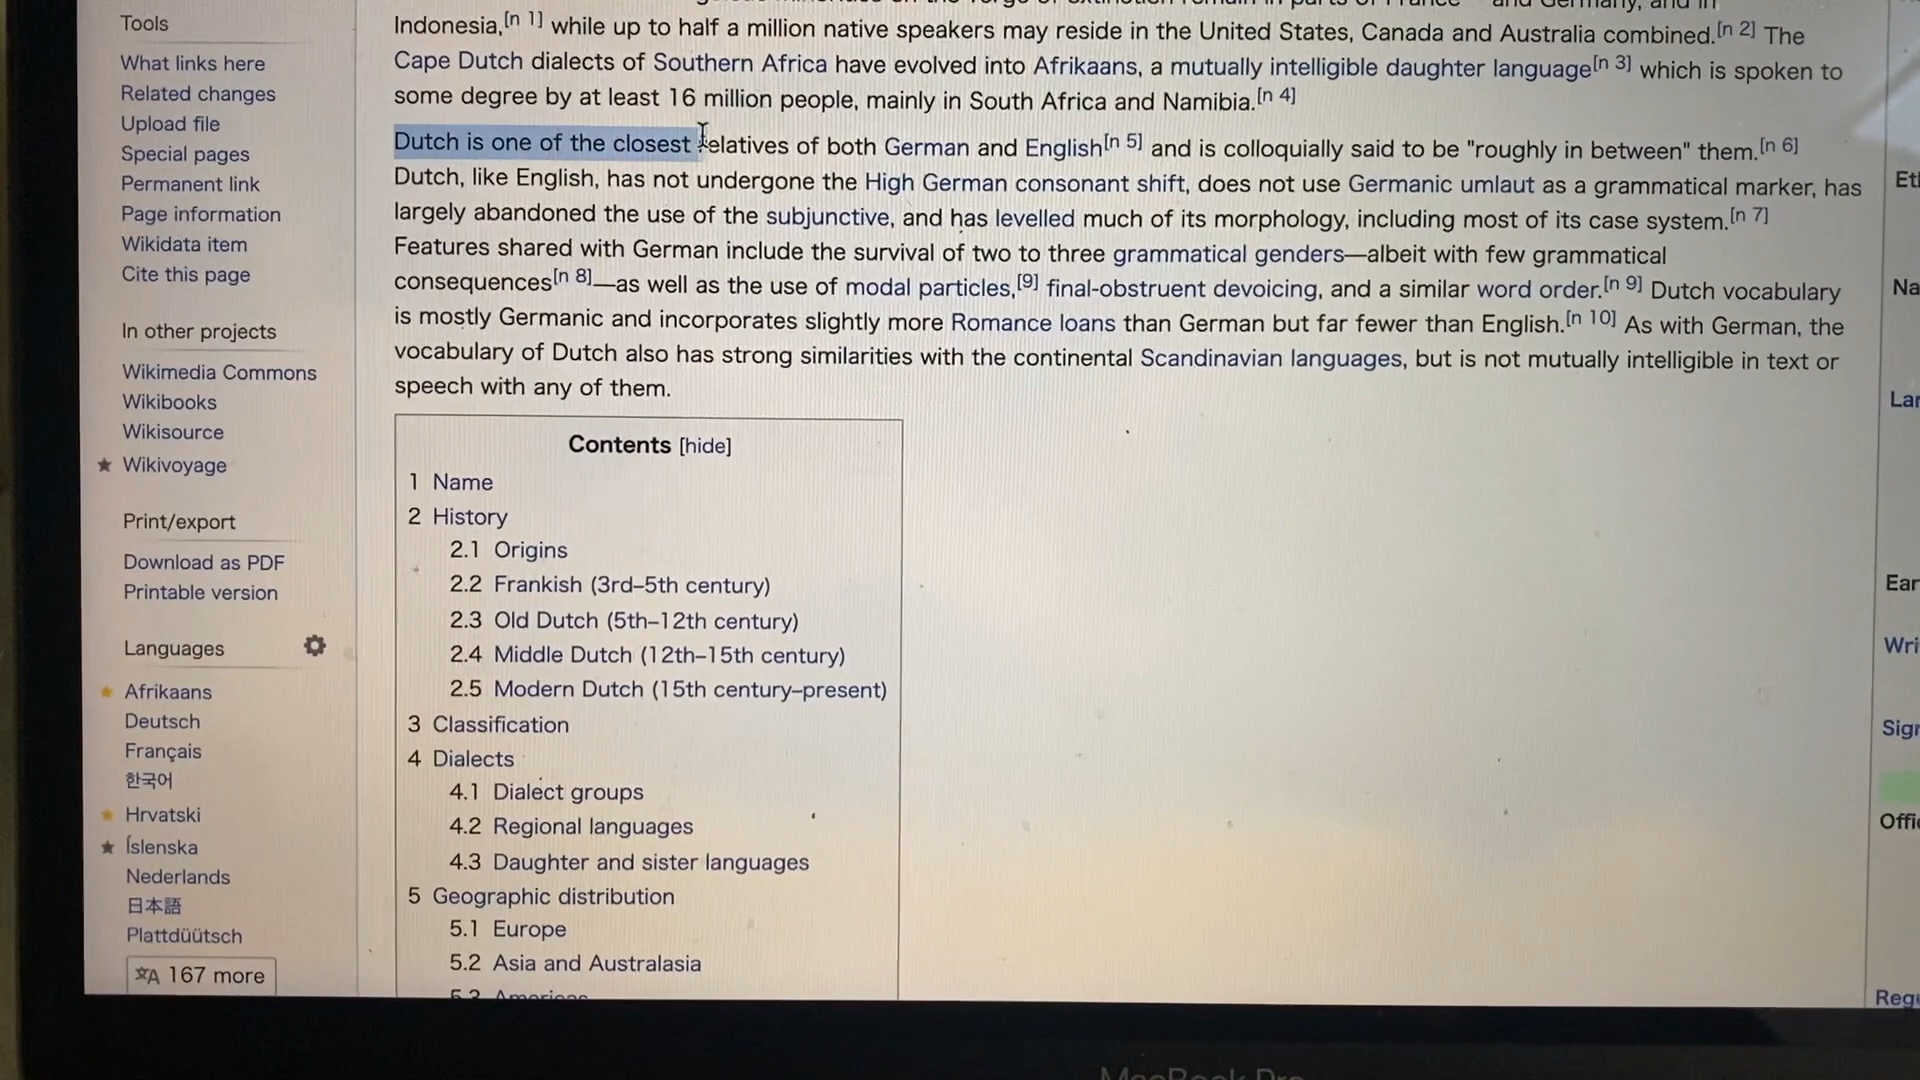 Tools
What links here
Related changes
Upload file
Special pages
Permanent link
Page information
Wikidata item
Cite this page
In other projects
Wikimedia Commons
Wikibooks
Wikisource
Wikivoyage
Print/export
Download as PDF
Printable version
Languages
Afrikaans
Deutsch
Français
한국어
Hrvatski
Íslenska
Nederlands
日本語
Plattdüütsch
167 more
Indonesia,[n 1] while up to half a million native speakers may reside in the United States, Canada and Australia combined.[n 2] The
Cape Dutch dialects of Southern Africa have evolved into Afrikaans, a mutually intelligible daughter language[n 3] which is spoken to
some degree by at least 16 million people, mainly in South Africa and Namibia.[n 4]
Dutch is one of the closest relatives of both German and English[n 5] and is colloquially said to be "roughly in between" them.[n 6]
Dutch, like English, has not undergone the High German consonant shift, does not use Germanic umlaut as a grammatical marker, has
largely abandoned the use of the subjunctive, and has levelled much of its morphology, including most of its case system.[n 7]
Features shared with German include the survival of two to three grammatical genders—albeit with few grammatical
consequences[n 8]—as well as the use of modal particles,[9] final-obstruent devoicing, and a similar word order.[n 9] Dutch vocabulary
is mostly Germanic and incorporates slightly more Romance loans than German but far fewer than English.[n 10] As with German, the
vocabulary of Dutch also has strong similarities with the continental Scandinavian languages, but is not mutually intelligible in text or
speech with any of them.
Contents [hide]
1 Name
2 History
2.1 Origins
2.2 Frankish (3rd–5th century)
2.3 Old Dutch (5th–12th century)
2.4 Middle Dutch (12th–15th century)
2.5 Modern Dutch (15th century–present)
3 Classification
4 Dialects
4.1 Dialect groups
4.2 Regional languages
4.3 Daughter and sister languages
5 Geographic distribution
5.1 Europe
5.2 Asia and Australasia
MacBook Pro